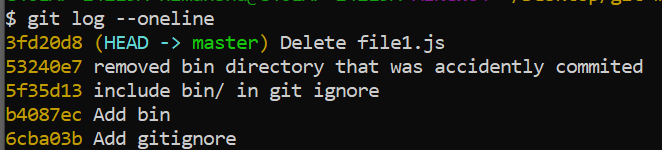 $ git log --oneline
3fd20d8 (HEAD -> master) Delete file1.js
53240e7 removed bin directory that was accidently commited
5f35d13 include bin/ in git ignore
b4087ec Add bin
6cba03b Add gitignore